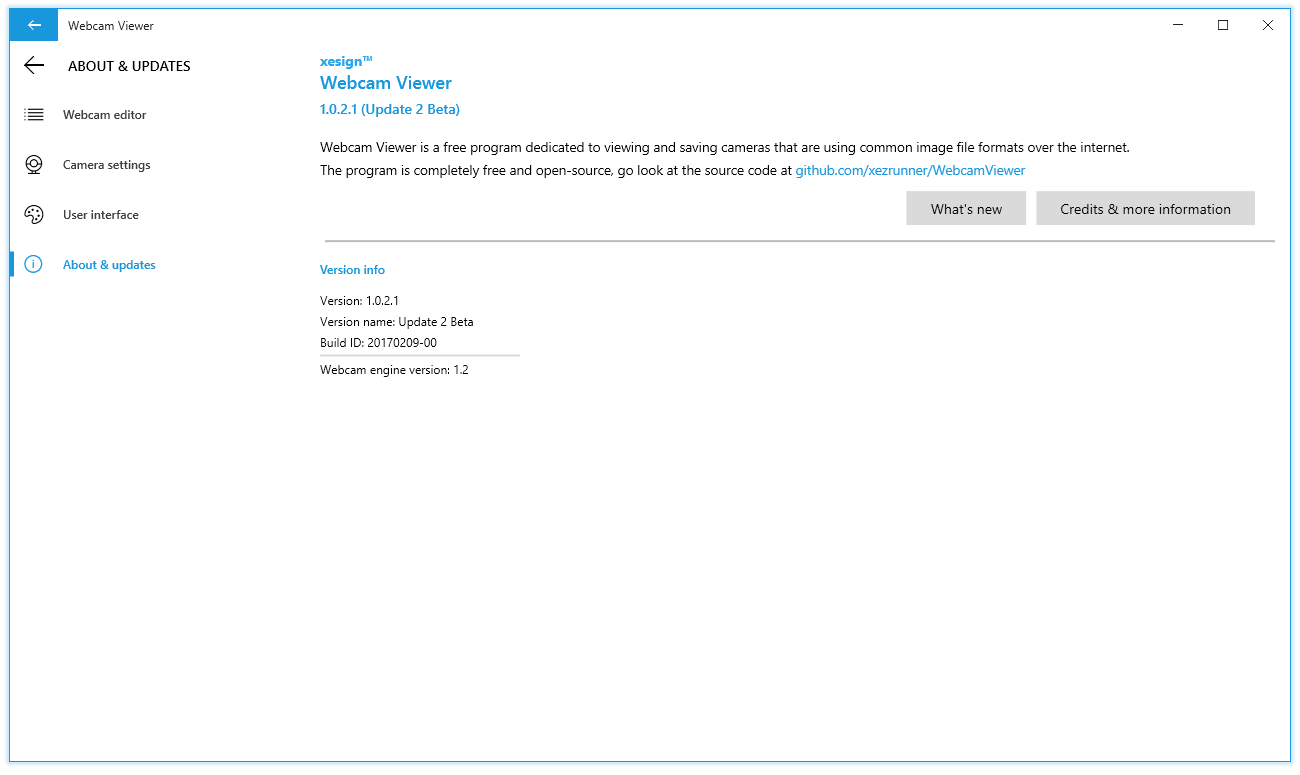 Webcam Viewer
ABOUT & UPDATES
Webcam editor
Camera settings
User interface
About & updates
xesign™
Webcam Viewer
1.0.2.1 (Update 2 Beta)
Webcam Viewer is a free program dedicated to viewing and saving cameras that are using common image file formats over the internet.
The program is completely free and open-source, go look at the source code at github.com/xezrunner/WebcamViewer
What's new
Credits & more information
Version info
Version: 1.0.2.1
Version name: Update 2 Beta
Build ID: 20170209-00
Webcam engine version: 1.2